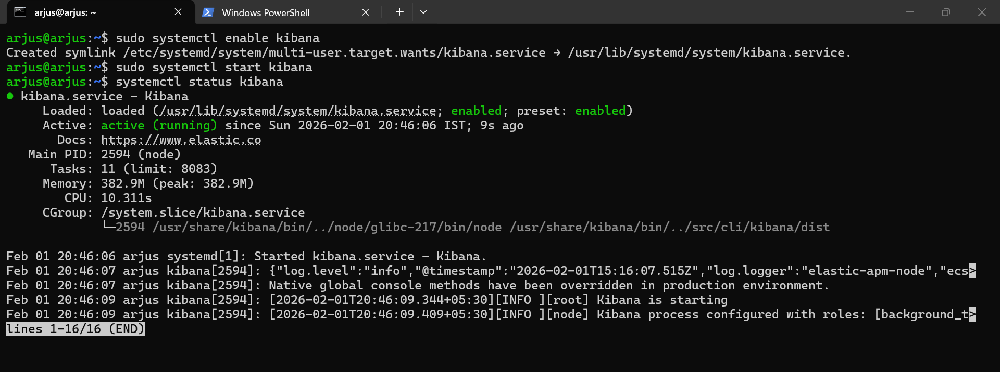 arjus@arjus: ~
Windows PowerShell
arjus@arjus:~$ sudo systemctl enable kibana
Created symlink /etc/systemd/system/multi-user.target.wants/kibana.service → /usr/lib/systemd/system/kibana.service.
arjus@arjus:~$ sudo systemctl start kibana
arjus@arjus:~$ systemctl status kibana
● kibana.service - Kibana
     Loaded: loaded (/usr/lib/systemd/system/kibana.service; enabled; preset: enabled)
     Active: active (running) since Sun 2026-02-01 20:46:06 IST; 9s ago
       Docs: https://www.elastic.co
   Main PID: 2594 (node)
      Tasks: 11 (limit: 8083)
     Memory: 382.9M (peak: 382.9M)
        CPU: 10.311s
     CGroup: /system.slice/kibana.service
             └─2594 /usr/share/kibana/bin/../node/glibc-217/bin/node /usr/share/kibana/bin/../src/cli/kibana/dist
Feb 01 20:46:06 arjus systemd[1]: Started kibana.service - Kibana.
Feb 01 20:46:07 arjus kibana[2594]: {"log.level":"info","@timestamp":"2026-02-01T15:16:07.515Z","log.logger":"elastic-apm-node","ecs>
Feb 01 20:46:07 arjus kibana[2594]: Native global console methods have been overridden in production environment.
Feb 01 20:46:09 arjus kibana[2594]: [2026-02-01T20:46:09.344+05:30][INFO ][root] Kibana is starting
Feb 01 20:46:09 arjus kibana[2594]: [2026-02-01T20:46:09.409+05:30][INFO ][node] Kibana process configured with roles: [background_t>
lines 1-16/16 (END)